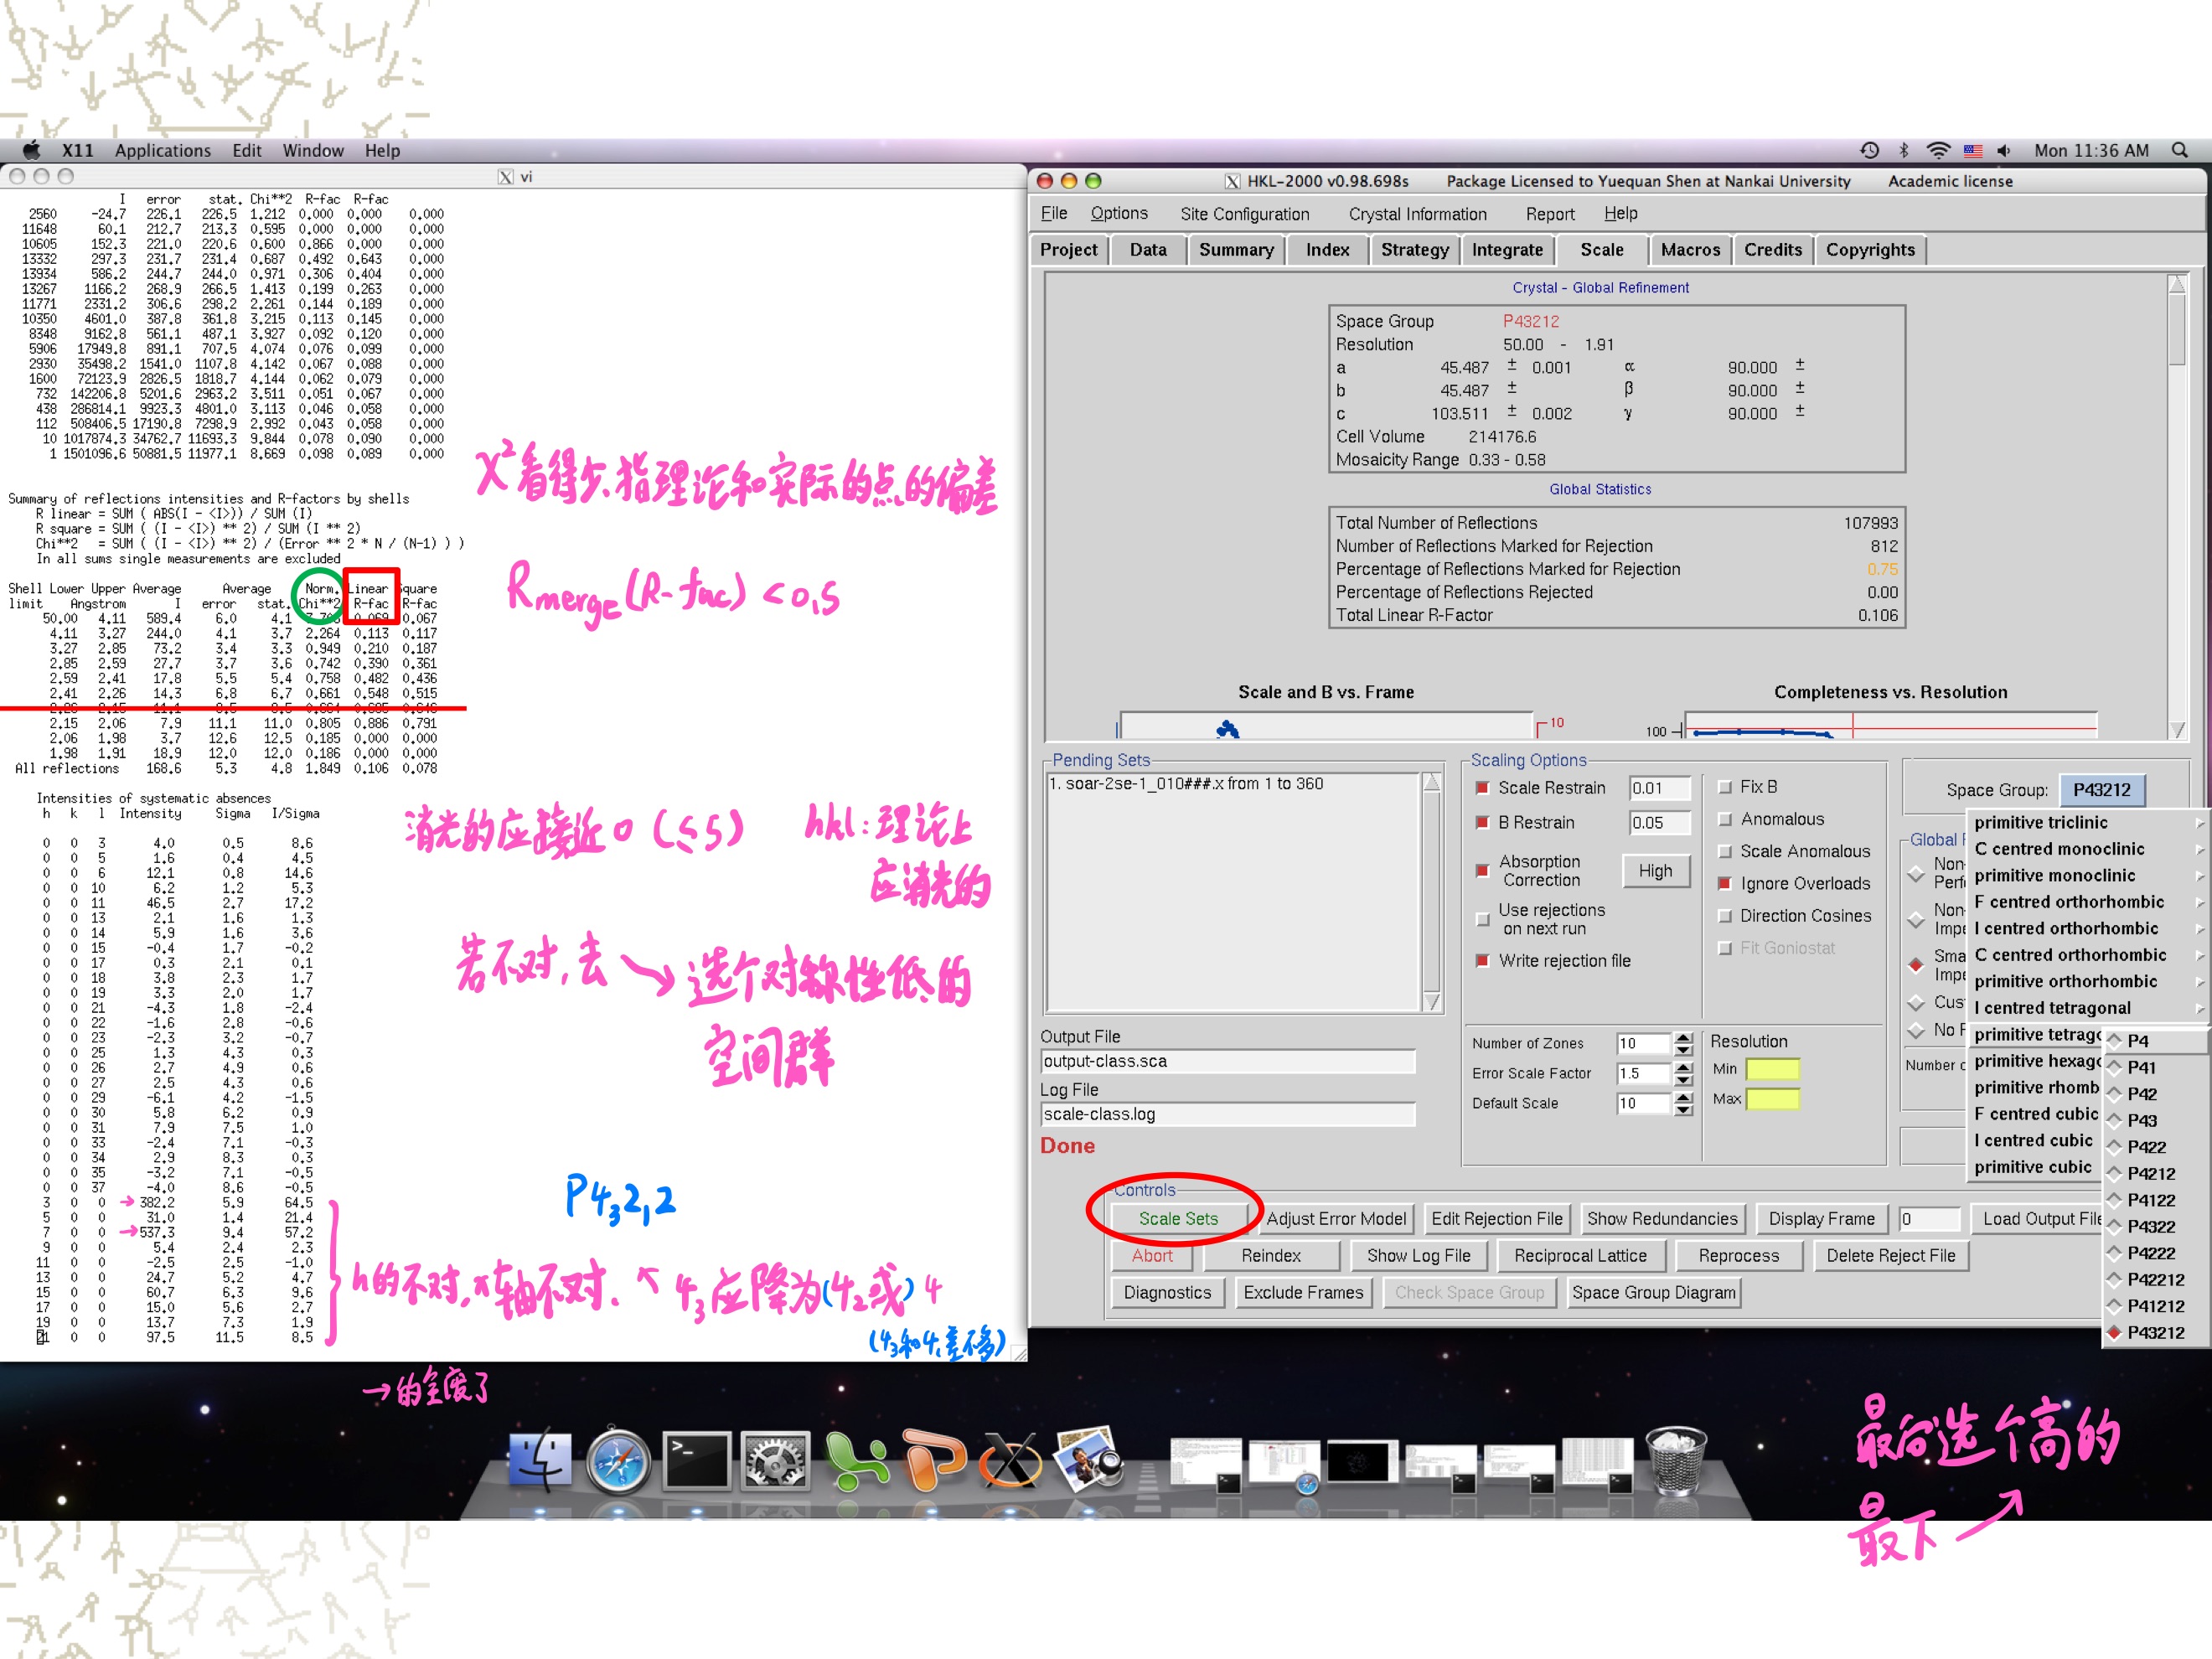 X11 Applications Edit Window Help
Mon 11:36 AM
vi
I error stat. Chi**2 R-fac R-fac
2560 -24.7 226.1 226.5 1.212 0.000 0.000 0.000
11648 60.1 212.7 213.3 0.595 0.000 0.000 0.000
10605 152.3 221.0 220.6 0.600 0.866 0.000 0.000
13332 297.3 231.7 231.4 0.687 0.492 0.643 0.000
13934 586.2 244.7 244.0 0.971 0.306 0.404 0.000
13267 1166.2 268.9 266.5 1.413 0.199 0.263 0.000
11771 2331.2 306.6 298.2 2.261 0.144 0.189 0.000
10350 4601.0 387.8 361.8 3.215 0.113 0.145 0.000
8348 9162.8 561.1 487.1 3.927 0.092 0.120 0.000
5906 17949.8 891.1 707.5 4.074 0.076 0.099 0.000
2930 35498.2 1541.0 1107.8 4.142 0.067 0.088 0.000
1600 72123.9 2826.5 1818.7 4.144 0.062 0.079 0.000
732 142206.8 5201.6 2963.2 3.511 0.051 0.067 0.000
438 286814.1 9923.3 4801.0 3.113 0.046 0.058 0.000
112 508406.5 17190.8 7298.9 2.992 0.043 0.058 0.000
10 1017874.3 34762.7 11693.3 9.844 0.078 0.090 0.000
1 1501096.6 50881.5 11977.1 8.669 0.098 0.089 0.000
χ²看得少,指理论和实际的点的偏差
Summary of reflections intensities and R-factors by shells
R linear = SUM ( ABS(I - <I>)) / SUM (I)
R square = SUM ( (I - <I>) ** 2) / SUM (I ** 2)
Chi**2 = SUM ( (I - <I>) ** 2) / (Error ** 2 * N / (N-1) ) )
In all sums single measurements are excluded
Rmerge (R-fac) < 0.5
Shell Lower Upper Average Average Norm. Linear Square
limit Angstrom I error stat. Chi**2 R-fac R-fac
50.00 4.11 589.4 6.0 4.1 0.069 0.067
4.11 3.27 244.0 4.1 3.7 2.264 0.113 0.117
3.27 2.85 73.2 3.4 3.3 0.949 0.210 0.187
2.85 2.59 27.7 3.7 3.6 0.742 0.390 0.361
2.59 2.41 17.8 5.5 5.4 0.758 0.482 0.436
2.41 2.26 14.3 6.8 6.7 0.661 0.548 0.515
2.15 2.06 7.9 11.1 11.0 0.805 0.886 0.791
2.06 1.98 3.7 12.6 12.5 0.185 0.000 0.000
1.98 1.91 18.9 12.0 12.0 0.186 0.000 0.000
All reflections 168.6 5.3 4.8 1.849 0.106 0.078
Intensities of systematic absences
h k l Intensity Sigma I/Sigma
0 0 3 4.0 0.5 8.6
0 0 5 1.6 0.4 4.5
0 0 6 12.1 0.8 14.6
0 0 10 6.2 1.2 5.3
0 0 11 46.5 2.7 17.2
0 0 13 2.1 1.6 1.3
0 0 14 5.9 1.6 3.6
0 0 15 -0.4 1.7 -0.2
0 0 17 0.3 2.1 0.1
0 0 18 3.8 2.3 1.7
0 0 19 3.3 2.0 1.7
0 0 21 -4.3 1.8 -2.4
0 0 22 -1.6 2.8 -0.6
0 0 23 -2.3 3.2 -0.7
0 0 25 1.3 4.3 0.3
0 0 26 2.7 4.9 0.6
0 0 27 2.5 4.3 0.6
0 0 29 -6.1 4.2 -1.5
0 0 30 5.8 6.2 0.9
0 0 31 7.9 7.5 1.0
0 0 33 -2.4 7.1 -0.3
0 0 34 2.9 8.3 0.3
0 0 35 -3.2 7.1 -0.5
0 0 37 -4.0 8.6 -0.5
3 0 0 → 382.2 5.9 64.5
5 0 0 31.0 1.4 21.4
7 0 0 → 537.3 9.4 57.2
9 0 0 5.4 2.4 2.3
11 0 0 -2.5 2.5 -1.0
13 0 0 24.7 5.2 4.7
15 0 0 60.7 6.3 9.6
17 0 0 15.0 5.6 2.7
19 0 0 13.7 7.3 1.9
21 0 0 97.5 11.5 8.5
消光的应接近0 (≤5)
hkl:理论上
应消光的
若不对,去 → 选个对称性低的
空间群
P4₃2₁2
h的不对,x轴不对. ↖ 4₃应降为(4₂或)4
(4₃和4₁差不多)
→的全废了
HKL-2000 v0.98.698s Package Licensed to Yuequan Shen at Nankai University Academic license
File Options Site Configuration Crystal Information Report Help
Project Data Summary Index Strategy Integrate Scale Macros Credits Copyrights
Crystal - Global Refinement
Space Group P43212
Resolution 50.00 - 1.91
a 45.487 ± 0.001 α 90.000 ±
b 45.487 ± β 90.000 ±
c 103.511 ± 0.002 γ 90.000 ±
Cell Volume 214176.6
Mosaicity Range 0.33 - 0.58
Global Statistics
Total Number of Reflections 107993
Number of Reflections Marked for Rejection 812
Percentage of Reflections Marked for Rejection 0.75
Percentage of Reflections Rejected 0.00
Total Linear R-Factor 0.106
Scale and B vs. Frame
10
Completeness vs. Resolution
100
Pending Sets
1. soar-2se-1_010###.x from 1 to 360
Output File
output-class.sca
Log File
scale-class.log
Done
Scaling Options
Scale Restrain 0.01
B Restrain 0.05
Absorption
Correction High
Use rejections
on next run
Write rejection file
Fix B
Anomalous
Scale Anomalous
Ignore Overloads
Direction Cosines
Fit Goniostat
Number of Zones 10
Error Scale Factor 1.5
Default Scale 10
Resolution
Min
Max
Space Group: P43212
Global
Non-
Perf
Non-
Impe
Sma
Impe
Cus
No
Number
primitive triclinic
C centred monoclinic
primitive monoclinic
F centred orthorhombic
I centred orthorhombic
C centred orthorhombic
primitive orthorhombic
I centred tetragonal
primitive tetrag
primitive hexag
primitive rhomb
F centred cubic
I centred cubic
primitive cubic
P4
P41
P42
P43
P422
P4212
P4122
P4322
P4222
P42212
P41212
P43212
Controls
Scale Sets Adjust Error Model Edit Rejection File Show Redundancies Display Frame 0 Load Output File
Abort Reindex Show Log File Reciprocal Lattice Reprocess Delete Reject File
Diagnostics Exclude Frames Check Space Group Space Group Diagram
最后选个高的
最下 ↗